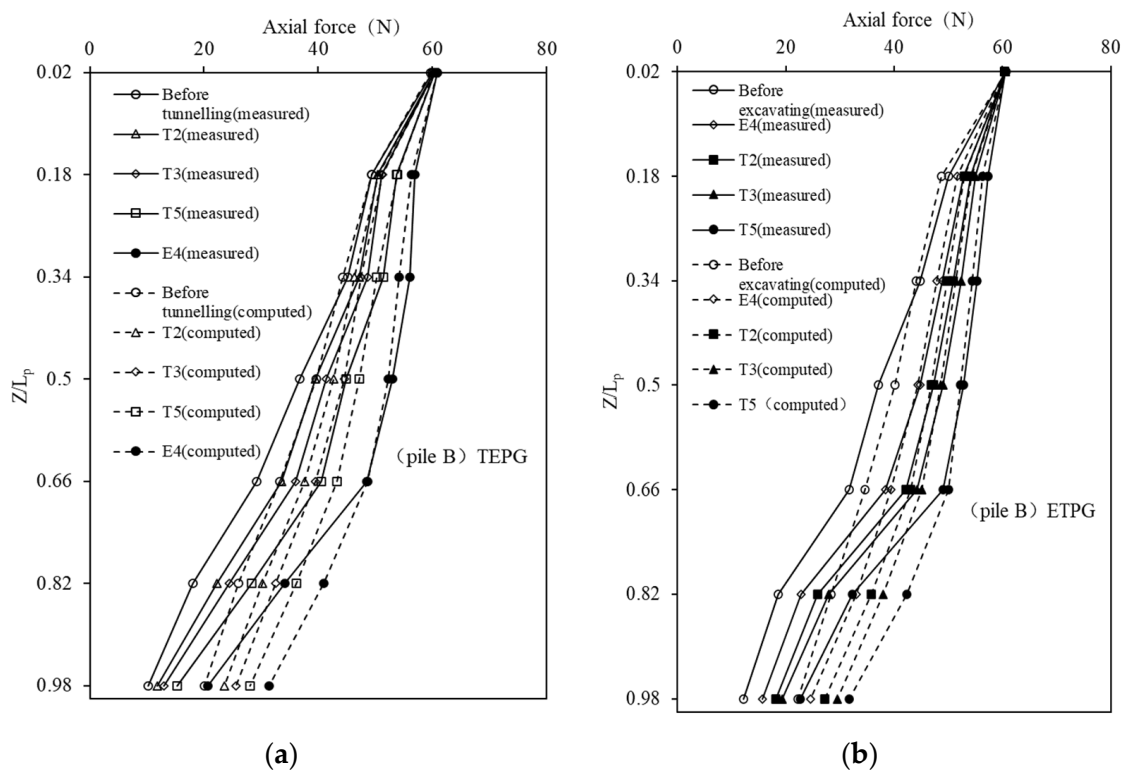 Axial force（N）
0 20 40 60 80
0.02
0.18
0.34
0.5
0.66
0.82
0.98
Z/Lp
Before
tunnelling(measured)
T2(measured)
T3(measured)
T5(measured)
E4(measured)
Before
tunnelling(computed)
T2(computed)
T3(computed)
T5(computed)
E4(computed)
（pile B）TEPG
(a)
Axial force（N）
0 20 40 60 80
0.02
0.18
0.34
0.5
0.66
0.82
0.98
Z/Lp
Before
excavating(measured)
E4(measured)
T2(measured)
T3(measured)
T5(measured)
Before
excavating(computed)
E4(computed)
T2(computed)
T3(computed)
T5（computed）
（pile B）ETPG
(b)